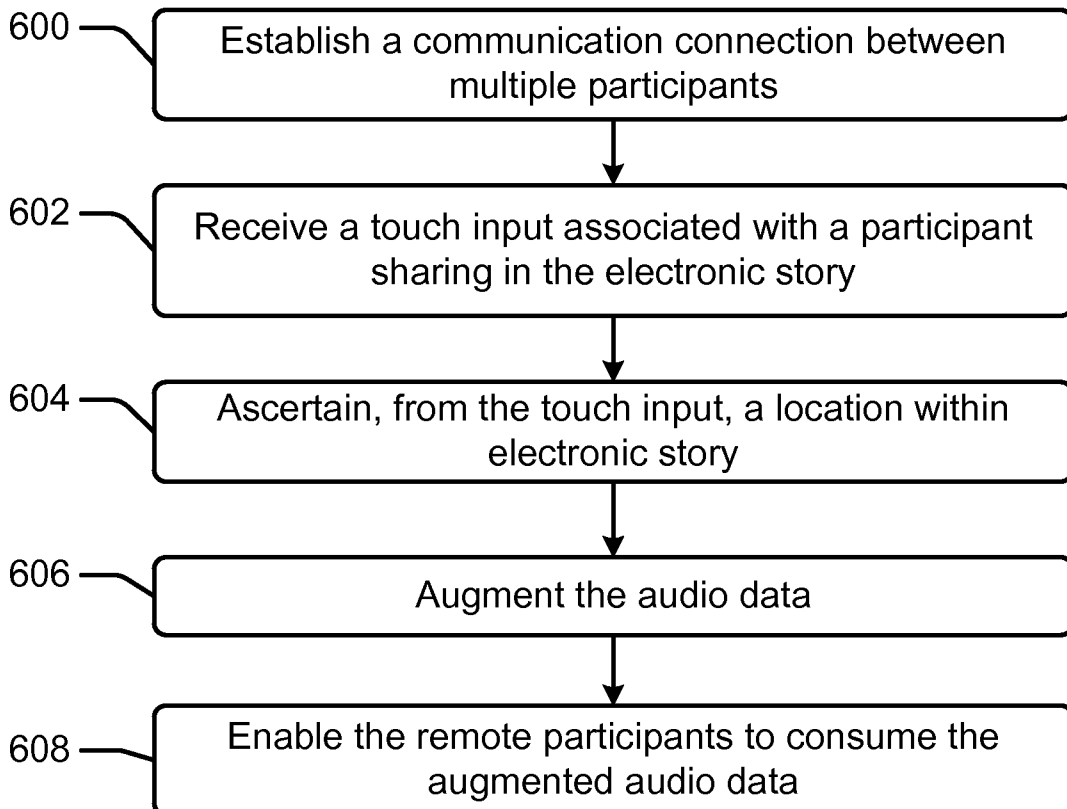 600
Establish a communication connection between
multiple participants
602
Receive a touch input associated with a participant
sharing in the electronic story
604
Ascertain, from the touch input, a location within
electronic story
606
Augment the audio data
608
Enable the remote participants to consume the
augmented audio data